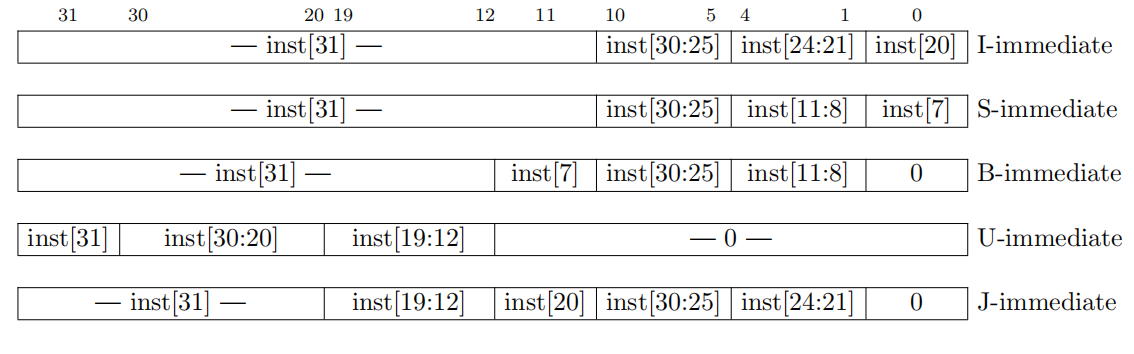 31 30 20 19 12 11 10 5 4 1 0
— inst[31] — inst[30:25] inst[24:21] inst[20] I-immediate
— inst[31] — inst[30:25] inst[11:8] inst[7] S-immediate
— inst[31] — inst[7] inst[30:25] inst[11:8] 0 B-immediate
inst[31] inst[30:20] inst[19:12] — 0 — U-immediate
— inst[31] — inst[19:12] inst[20] inst[30:25] inst[24:21] 0 J-immediate